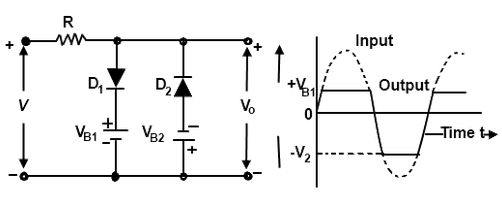 R
+
+
D1
D2
V
Vo
+
-
VB1
-
+
VB2
-
-
Input
+VB1
Output
0
Time t
-V2